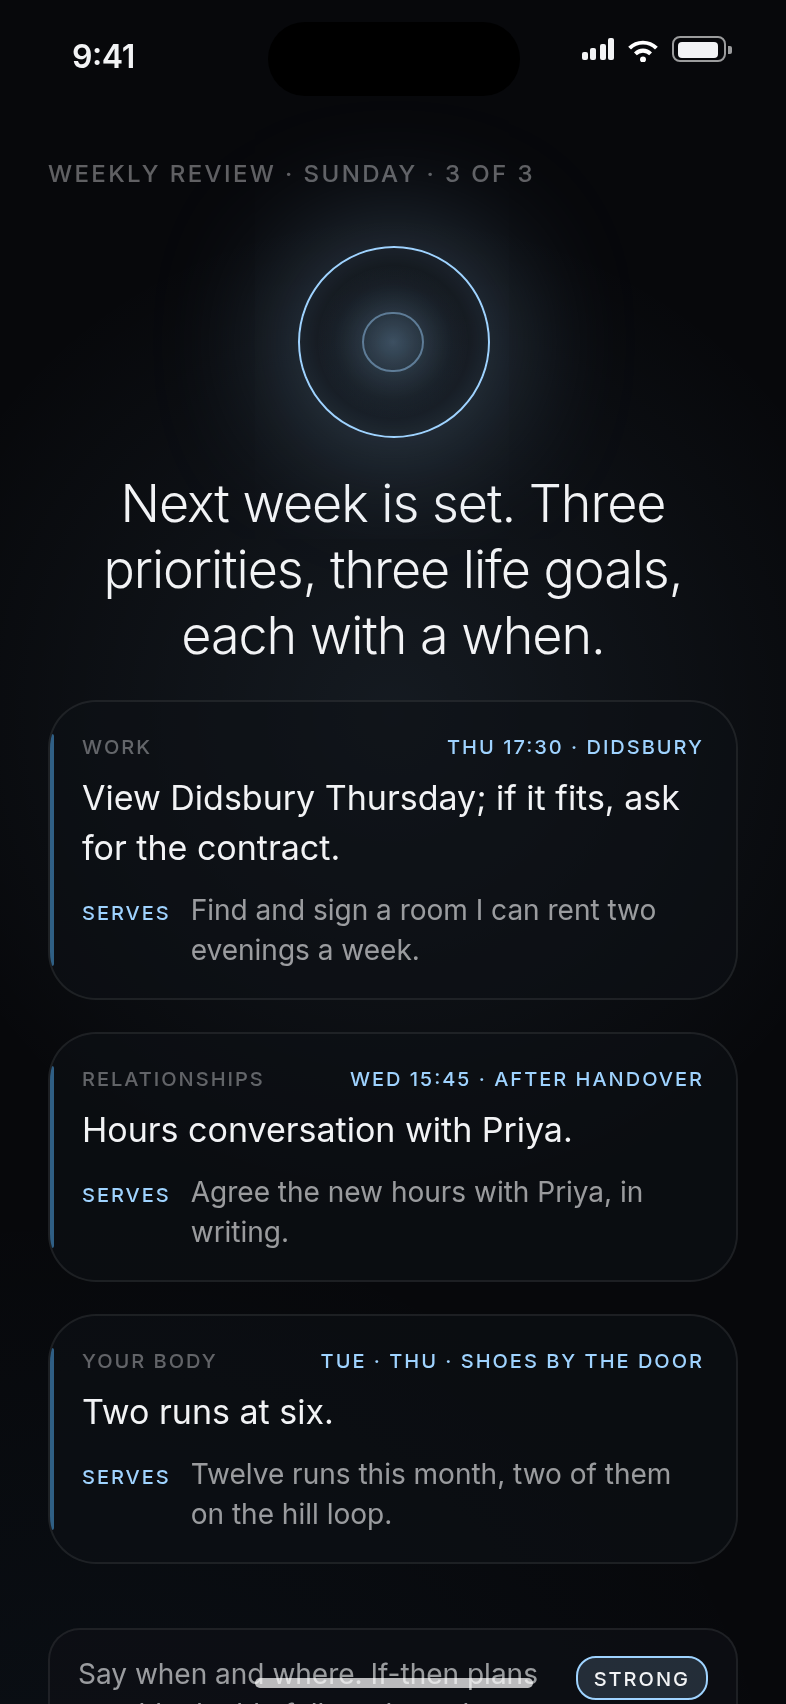 9:41
WEEKLY REVIEW · SUNDAY · 3 OF 3
Next week is set. Three
priorities, three life goals,
each with a when.
WORK
THU 17:30 · DIDSBURY
View Didsbury Thursday; if it fits, ask
for the contract.
SERVES
Find and sign a room I can rent two
evenings a week.
RELATIONSHIPS
WED 15:45 · AFTER HANDOVER
Hours conversation with Priya.
SERVES
Agree the new hours with Priya, in
writing.
YOUR BODY
TUE · THU · SHOES BY THE DOOR
Two runs at six.
SERVES
Twelve runs this month, two of them
on the hill loop.
Say when and where. If-then plans
STRONG